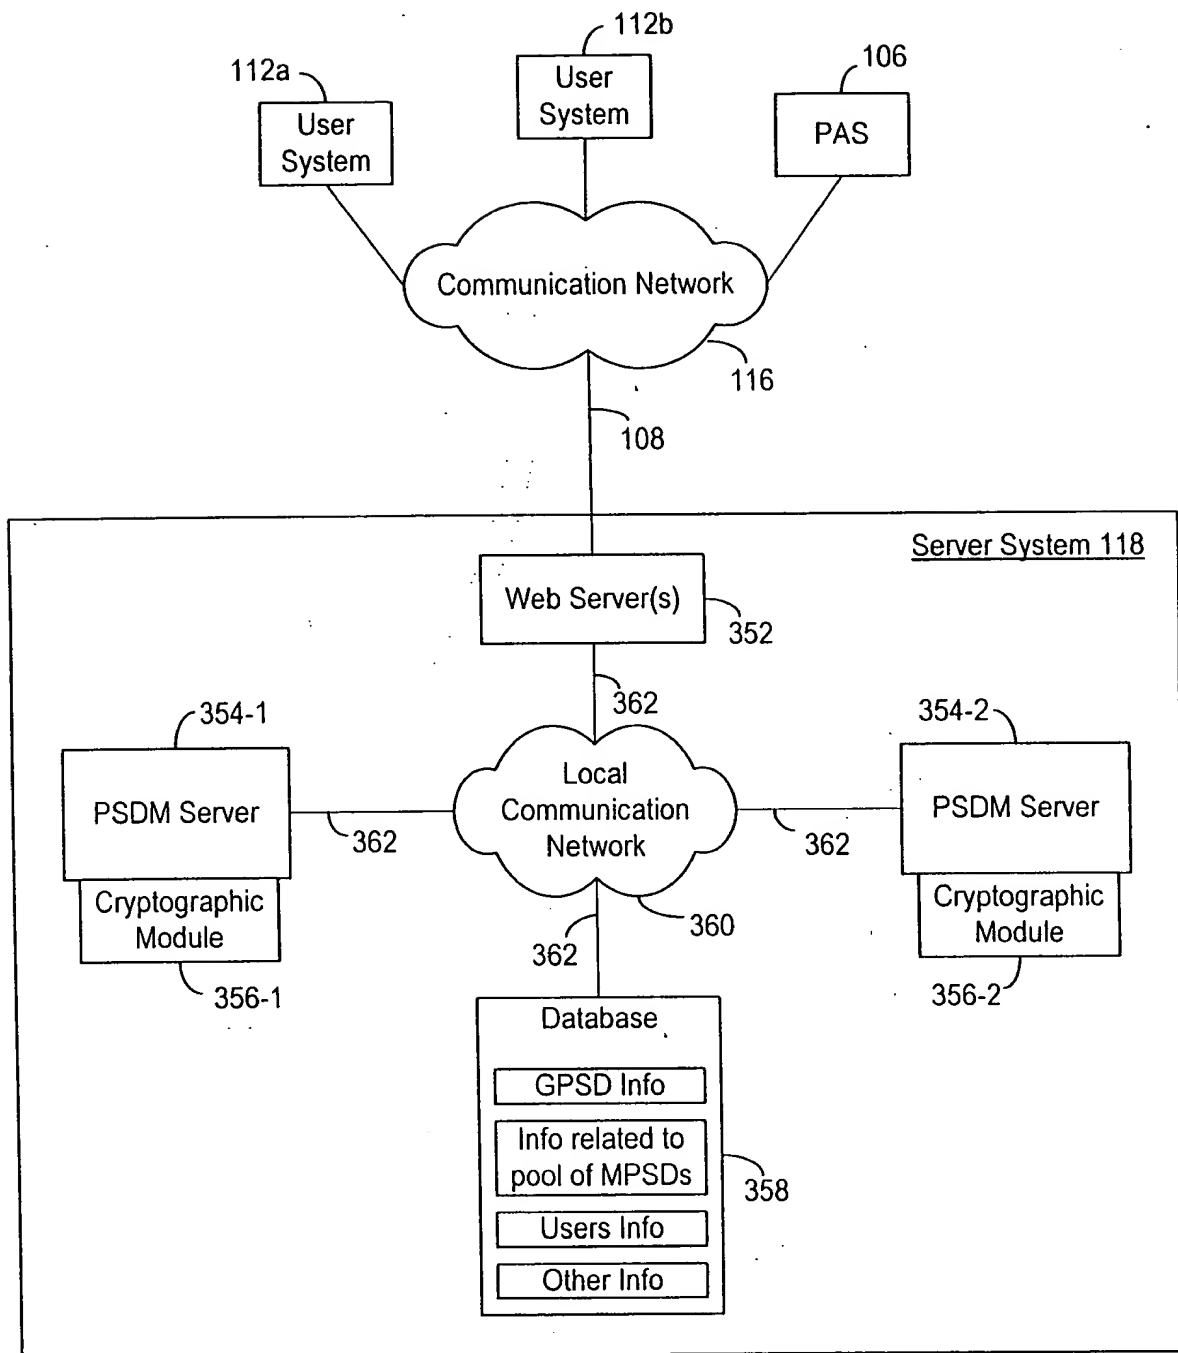 112a
112b
106
User
System
User
System
PAS
Communication Network
116
108
Server System 118
Web Server(s)
352
362
354-1
354-2
PSDM Server
Local
Communication
Network
PSDM Server
362
362
Cryptographic
Module
360
Cryptographic
Module
362
356-1
356-2
Database
GPSD Info
Info related to
pool of MPSDs
358
Users Info
Other Info